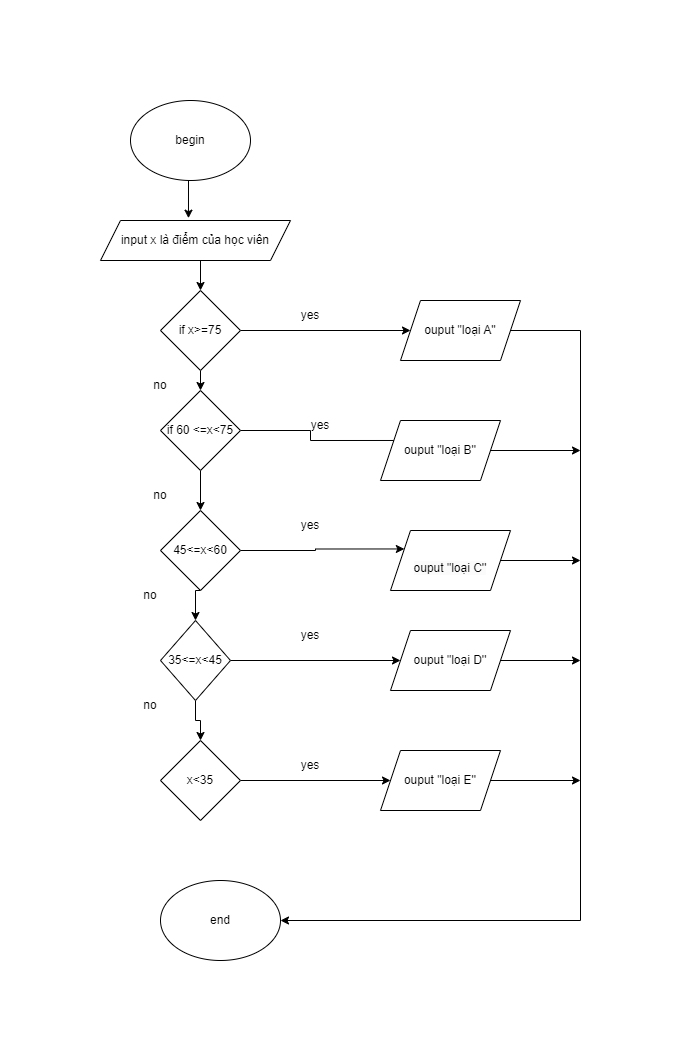 begin
input x là điểm của học viên
if x>=75
yes
ouput "loại A"
no
if 60 <=x<75
yes
ouput "loại B"
no
45<=x<60
yes
ouput "loại C"
no
35<=x<45
yes
ouput "loại D"
no
x<35
yes
ouput "loại E"
end